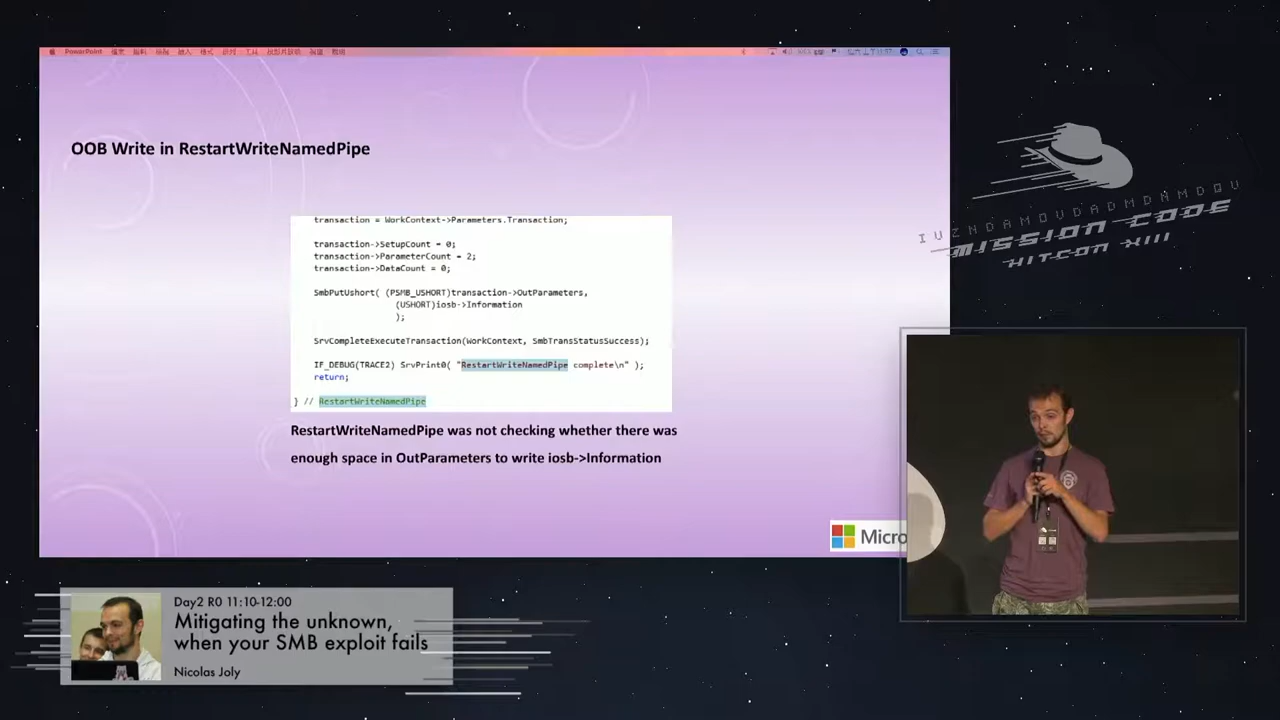 PowerPoint
OOB Write in RestartWriteNamedPipe
transaction = WorkContext->Parameters.Transaction;
transaction->SetupCount = 0;
transaction->ParameterCount = 2;
transaction->DataCount = 0;
SmbPutUshort( (PSMB_USHORT)transaction->OutParameters,
(USHORT)iosb->Information
);
SrvCompleteExecuteTransaction(WorkContext, SmbTransStatusSuccess);
IF_DEBUG(TRACE2) SrvPrint0( "RestartWriteNamedPipe complete\n" );
return;
} // RestartWriteNamedPipe
RestartWriteNamedPipe was not checking whether there was
enough space in OutParameters to write iosb->Information
Micro
MISSION CODE
HITCON XIII
Day2 R0 11:10-12:00
Mitigating the unknown,
when your SMB exploit fails
Nicolas Joly